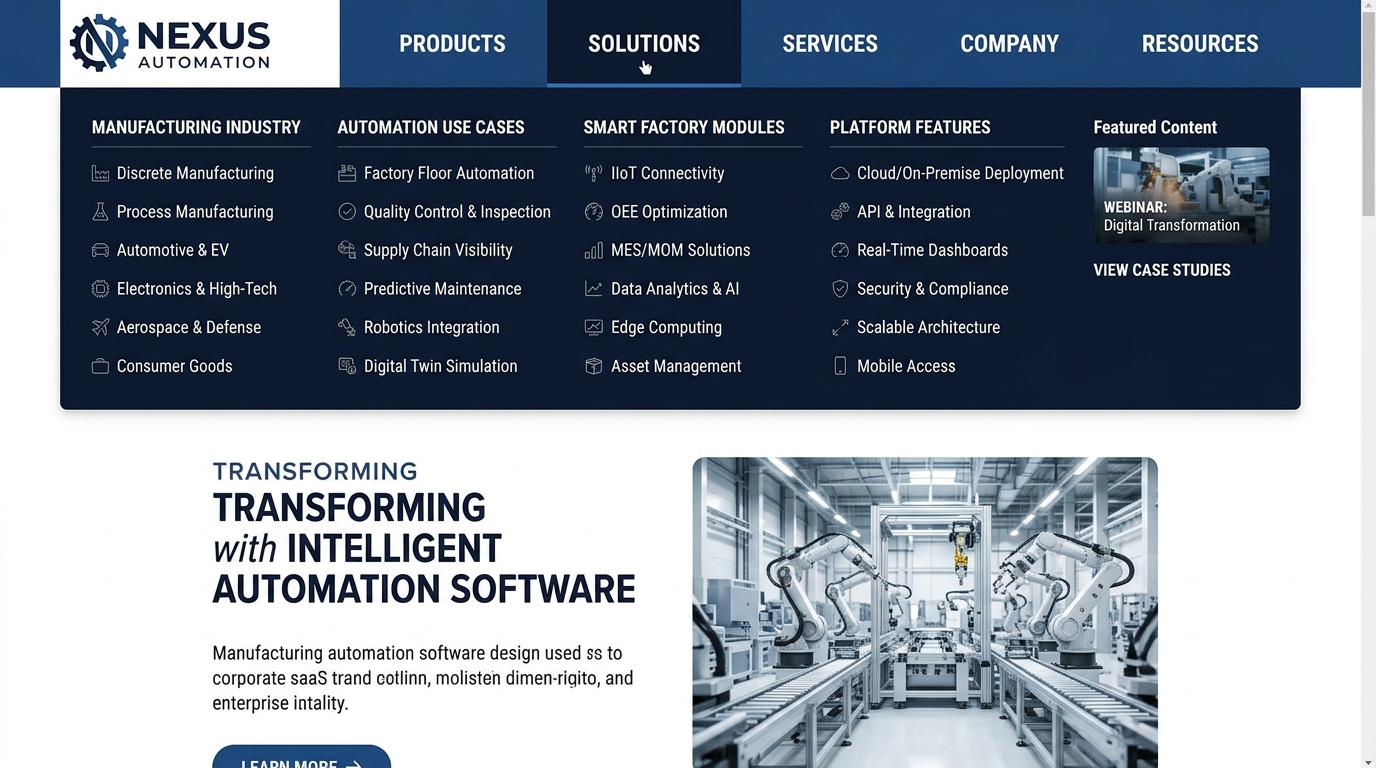 NEXUS
AUTOMATION
PRODUCTS
SOLUTIONS
SERVICES
COMPANY
RESOURCES
MANUFACTURING INDUSTRY
Discrete Manufacturing
Process Manufacturing
Automotive & EV
Electronics & High-Tech
Aerospace & Defense
Consumer Goods
AUTOMATION USE CASES
Factory Floor Automation
Quality Control & Inspection
Supply Chain Visibility
Predictive Maintenance
Robotics Integration
Digital Twin Simulation
SMART FACTORY MODULES
IIoT Connectivity
OEE Optimization
MES/MOM Solutions
Data Analytics & AI
Edge Computing
Asset Management
PLATFORM FEATURES
Cloud/On-Premise Deployment
API & Integration
Real-Time Dashboards
Security & Compliance
Scalable Architecture
Mobile Access
Featured Content
WEBINAR:
Digital Transformation
VIEW CASE STUDIES
TRANSFORMING
TRANSFORMING
with INTELLIGENT
AUTOMATION SOFTWARE
Manufacturing automation software design used ss to
corporate saaS trand cotlinn, molisten dimen-rigito, and
enterprise intality.
LEARN MORE →